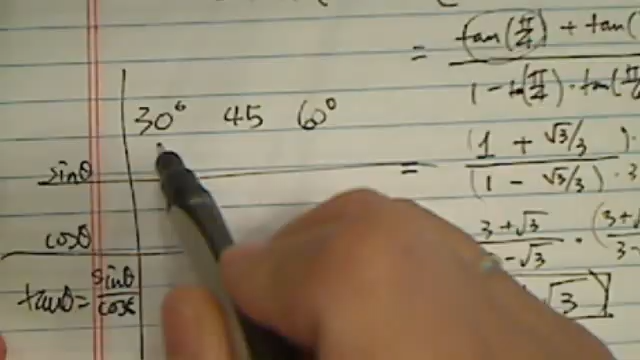 30° 45 60°
sinθ
cosθ
tanθ = sinθ/cosθ
= tan(π/4) + tan(
1 - tan(π/4) · tan(
= (1 + √3/3) · 3
(1 - √3/3) · 3
3+√3 · (3+√
-√3
√3